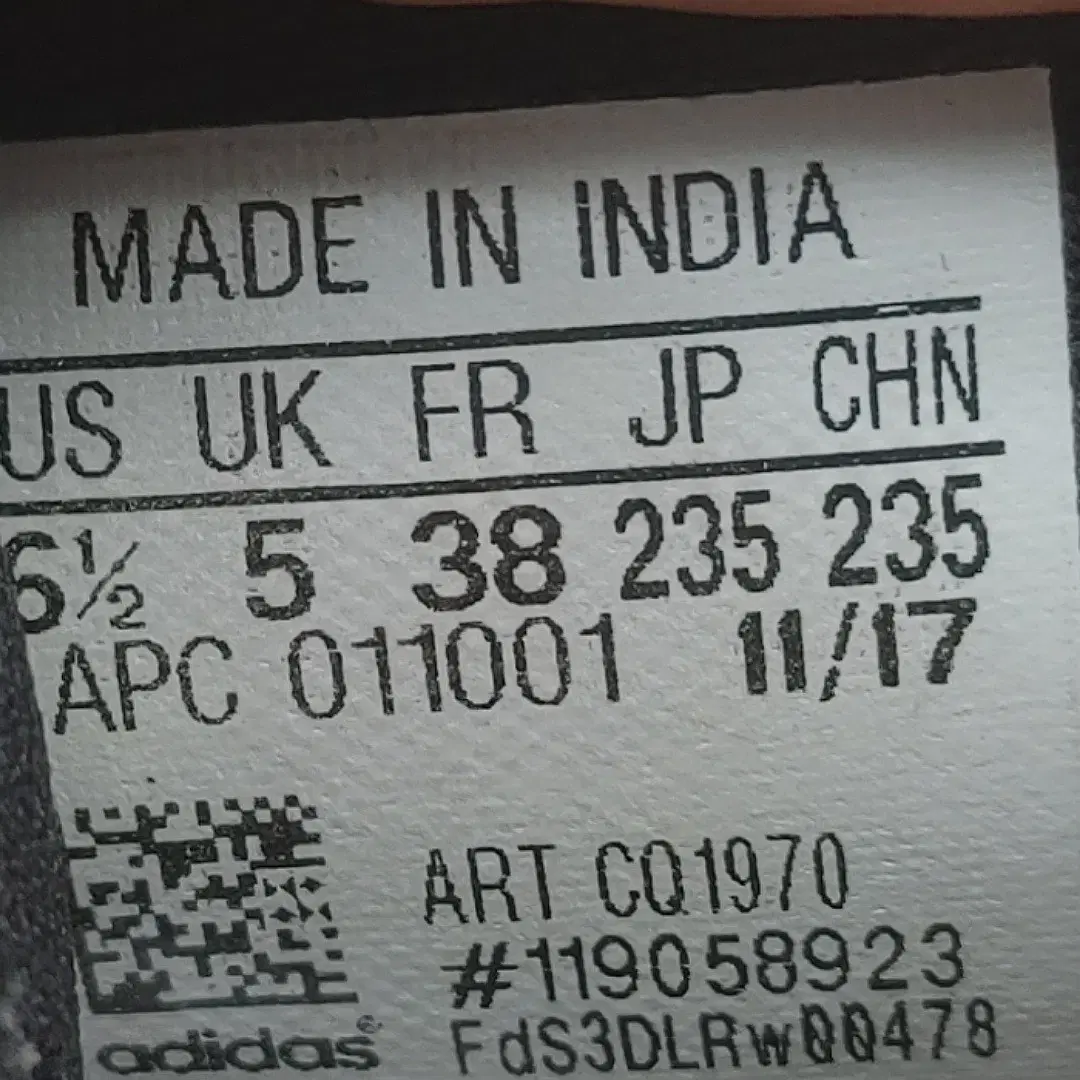 MADE IN INDIA
US UK FR JP CHN
6½ 5 38 235 235
APC 011001 11/17
ART CQ1970
#119058923
FdS3DLRw00478
adidas®